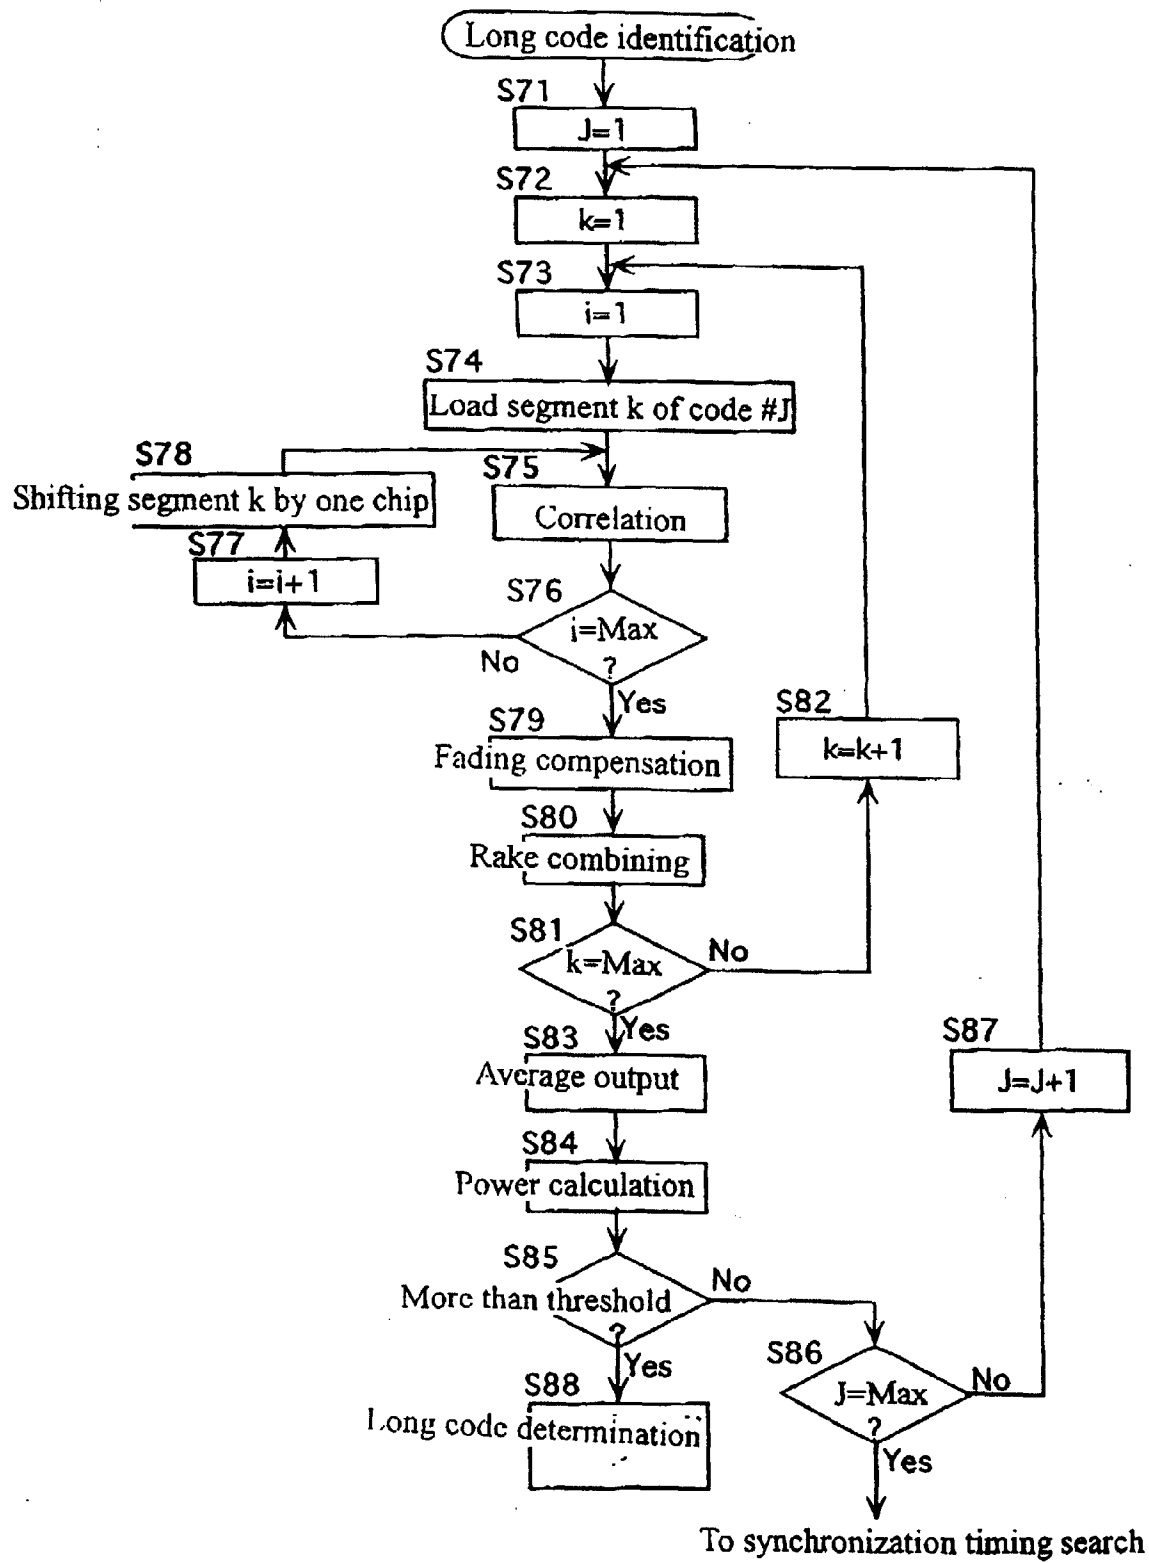 Long code identification
S71
J=1
S72
k=1
S73
i=1
S74
Load segment k of code #J
S78
Shifting segment k by one chip
S75
Correlation
S77
i=i+1
S76
i=Max
?
No
Yes
S79
Fading compensation
S82
k=k+1
S80
Rake combining
S81
k=Max
?
No
Yes
S83
Average output
S87
J=J+1
S84
Power calculation
S85
More than threshold
?
No
Yes
S86
J=Max
?
No
Yes
S88
Long code determination
To synchronization timing search